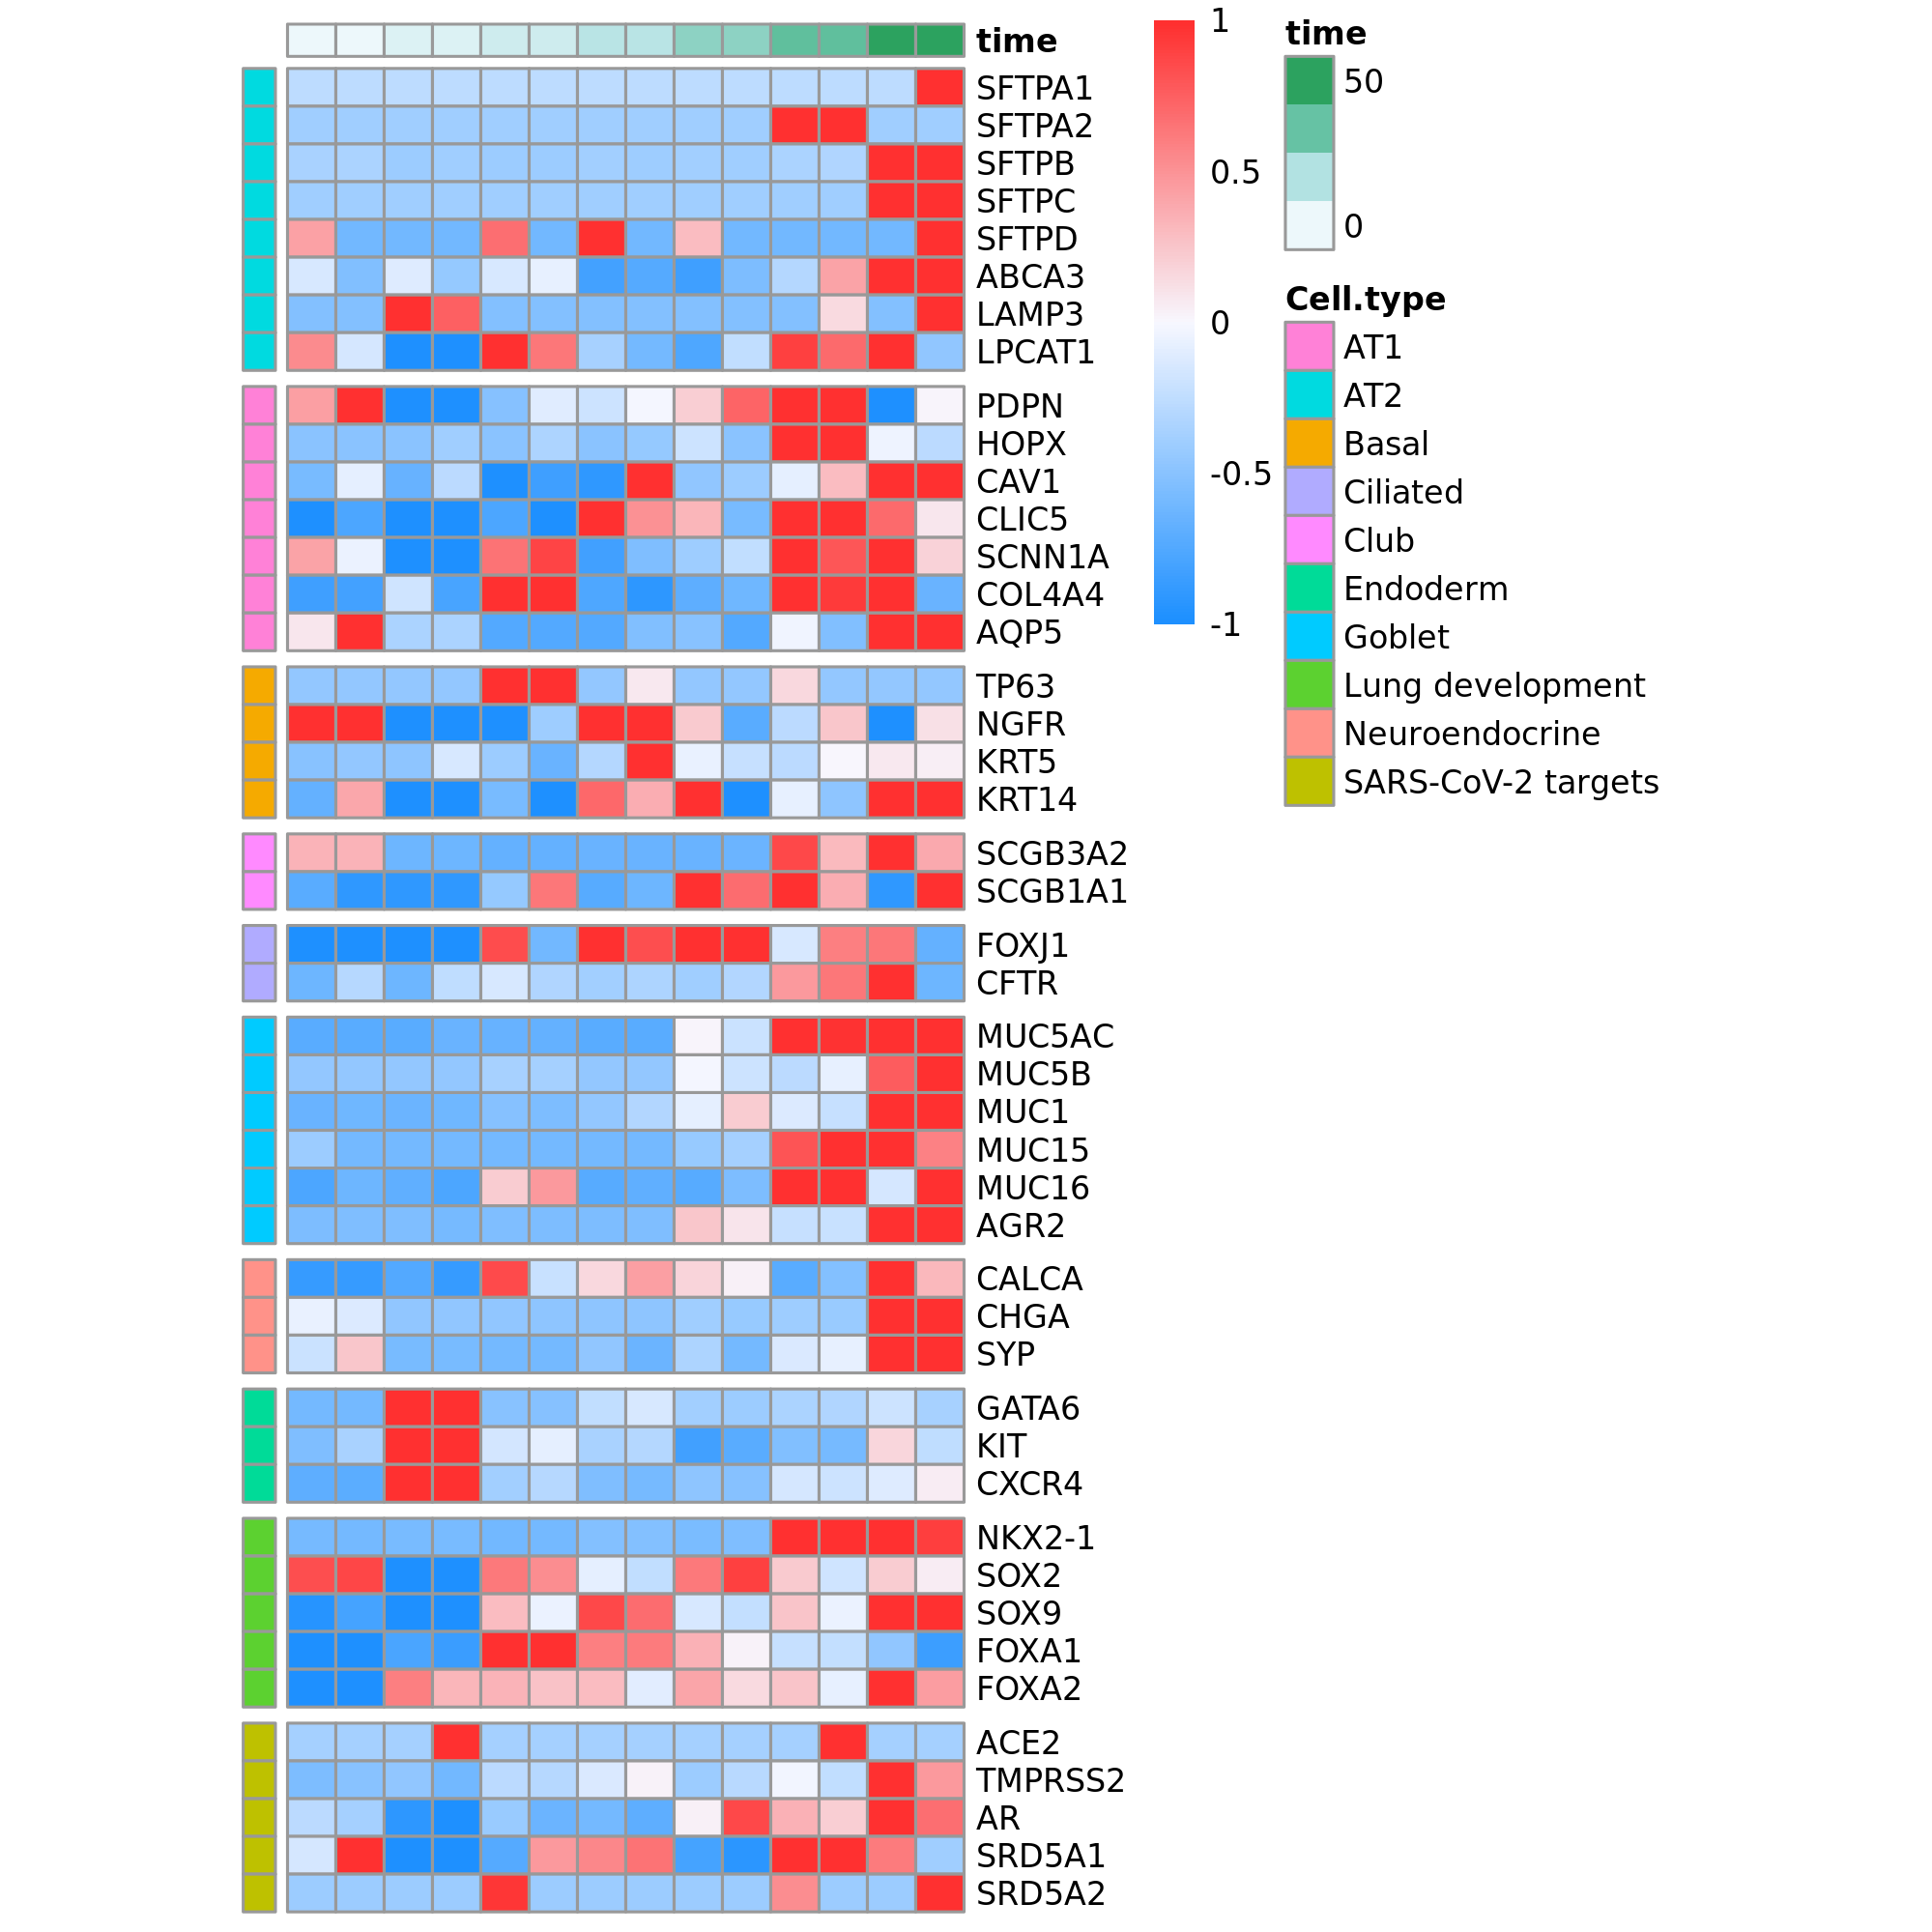 time
SFTPA1
SFTPA2
SFTPB
SFTPC
SFTPD
ABCA3
LAMP3
LPCAT1
PDPN
HOPX
CAV1
CLIC5
SCNN1A
COL4A4
AQP5
TP63
NGFR
KRT5
KRT14
SCGB3A2
SCGB1A1
FOXJ1
CFTR
MUC5AC
MUC5B
MUC1
MUC15
MUC16
AGR2
CALCA
CHGA
SYP
GATA6
KIT
CXCR4
NKX2-1
SOX2
SOX9
FOXA1
FOXA2
ACE2
TMPRSS2
AR
SRD5A1
SRD5A2
1
0.5
0
-0.5
-1
time
50
0
Cell.type
AT1
AT2
Basal
Ciliated
Club
Endoderm
Goblet
Lung development
Neuroendocrine
SARS-CoV-2 targets